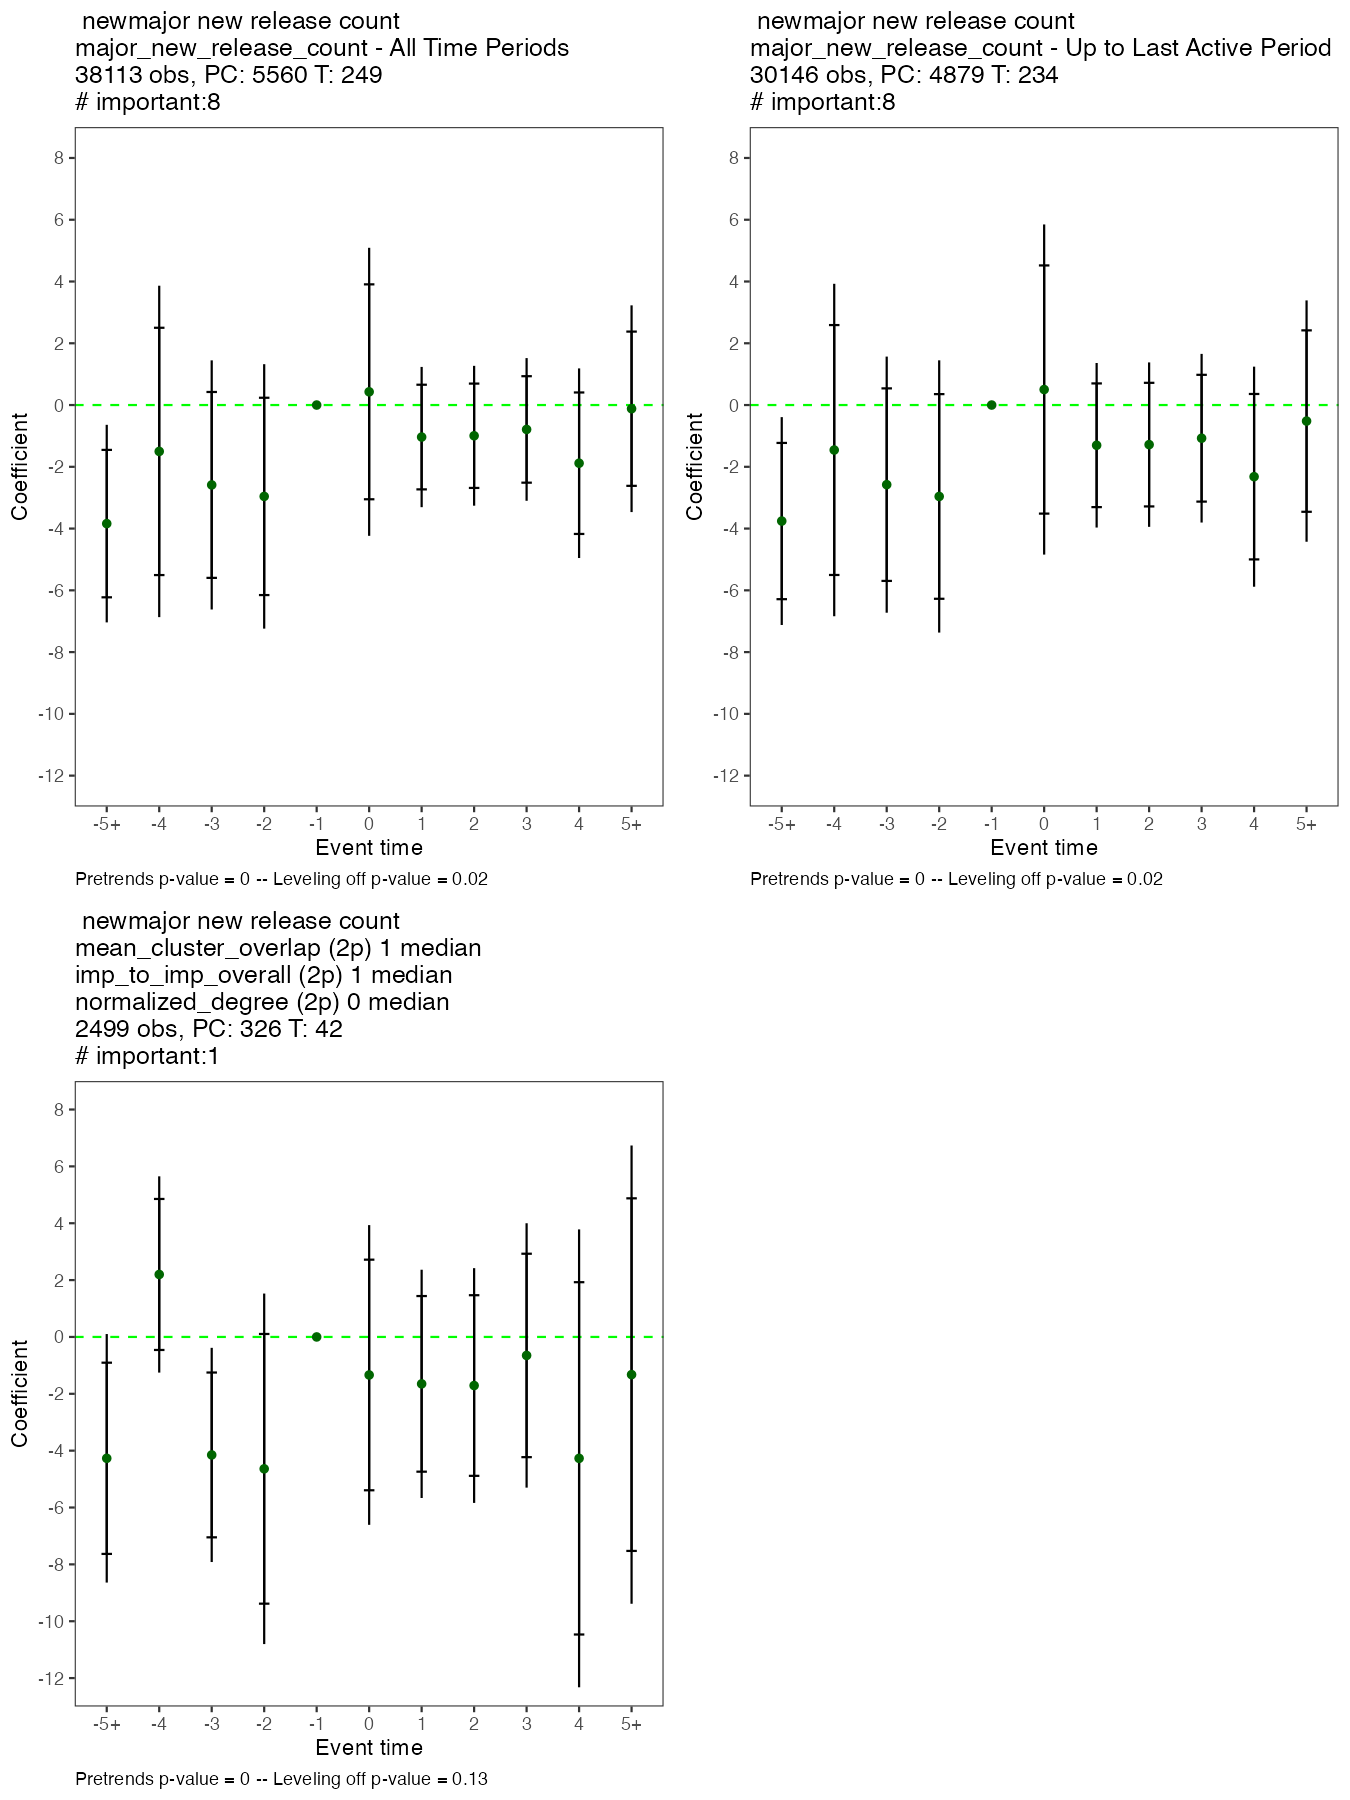 newmajor new release count
major_new_release_count - All Time Periods
38113 obs, PC: 5560 T: 249
# important:8
8
6
4
2
0
-2
-4
-6
-8
-10
-12
Coefficient
-5+ -4 -3 -2 -1 0 1 2 3 4 5+
Event time
Pretrends p-value = 0 -- Leveling off p-value = 0.02
newmajor new release count
major_new_release_count - Up to Last Active Period
30146 obs, PC: 4879 T: 234
# important:8
8
6
4
2
0
-2
-4
-6
-8
-10
-12
Coefficient
-5+ -4 -3 -2 -1 0 1 2 3 4 5+
Event time
Pretrends p-value = 0 -- Leveling off p-value = 0.02
newmajor new release count
mean_cluster_overlap (2p) 1 median
imp_to_imp_overall (2p) 1 median
normalized_degree (2p) 0 median
2499 obs, PC: 326 T: 42
# important:1
8
6
4
2
0
-2
-4
-6
-8
-10
-12
Coefficient
-5+ -4 -3 -2 -1 0 1 2 3 4 5+
Event time
Pretrends p-value = 0 -- Leveling off p-value = 0.13